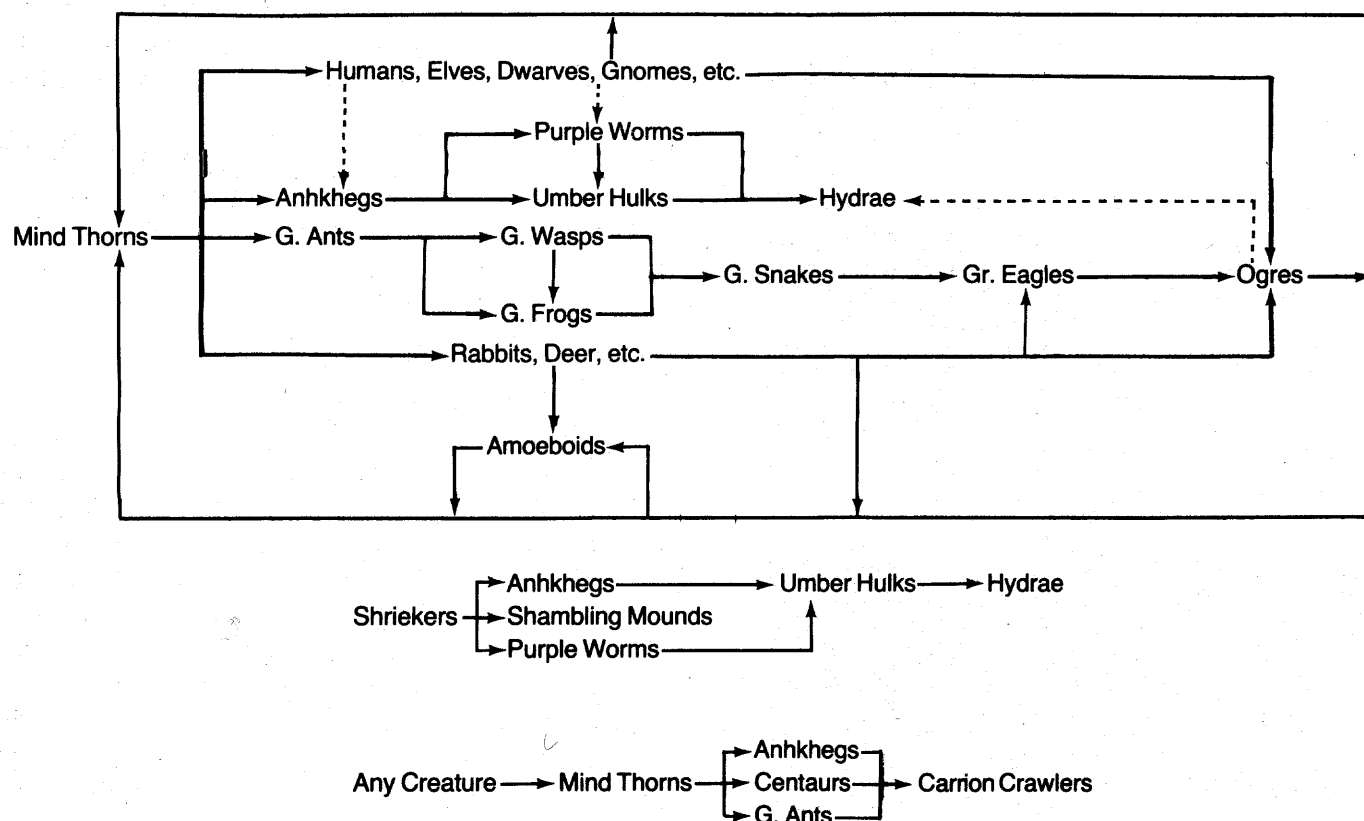 Humans, Elves, Dwarves, Gnomes, etc.
Purple Worms
Anhkhegs
Umber Hulks
Hydrae
Mind Thorns
G. Ants
G. Wasps
G. Snakes
Gr. Eagles
Ogres
G. Frogs
Rabbits, Deer, etc.
Amoeboids
Anhkhegs
Umber Hulks
Hydrae
Shriekers
Shambling Mounds
Purple Worms
Anhkhegs
Any Creature
Mind Thorns
Centaurs
Carrion Crawlers
G. Ants